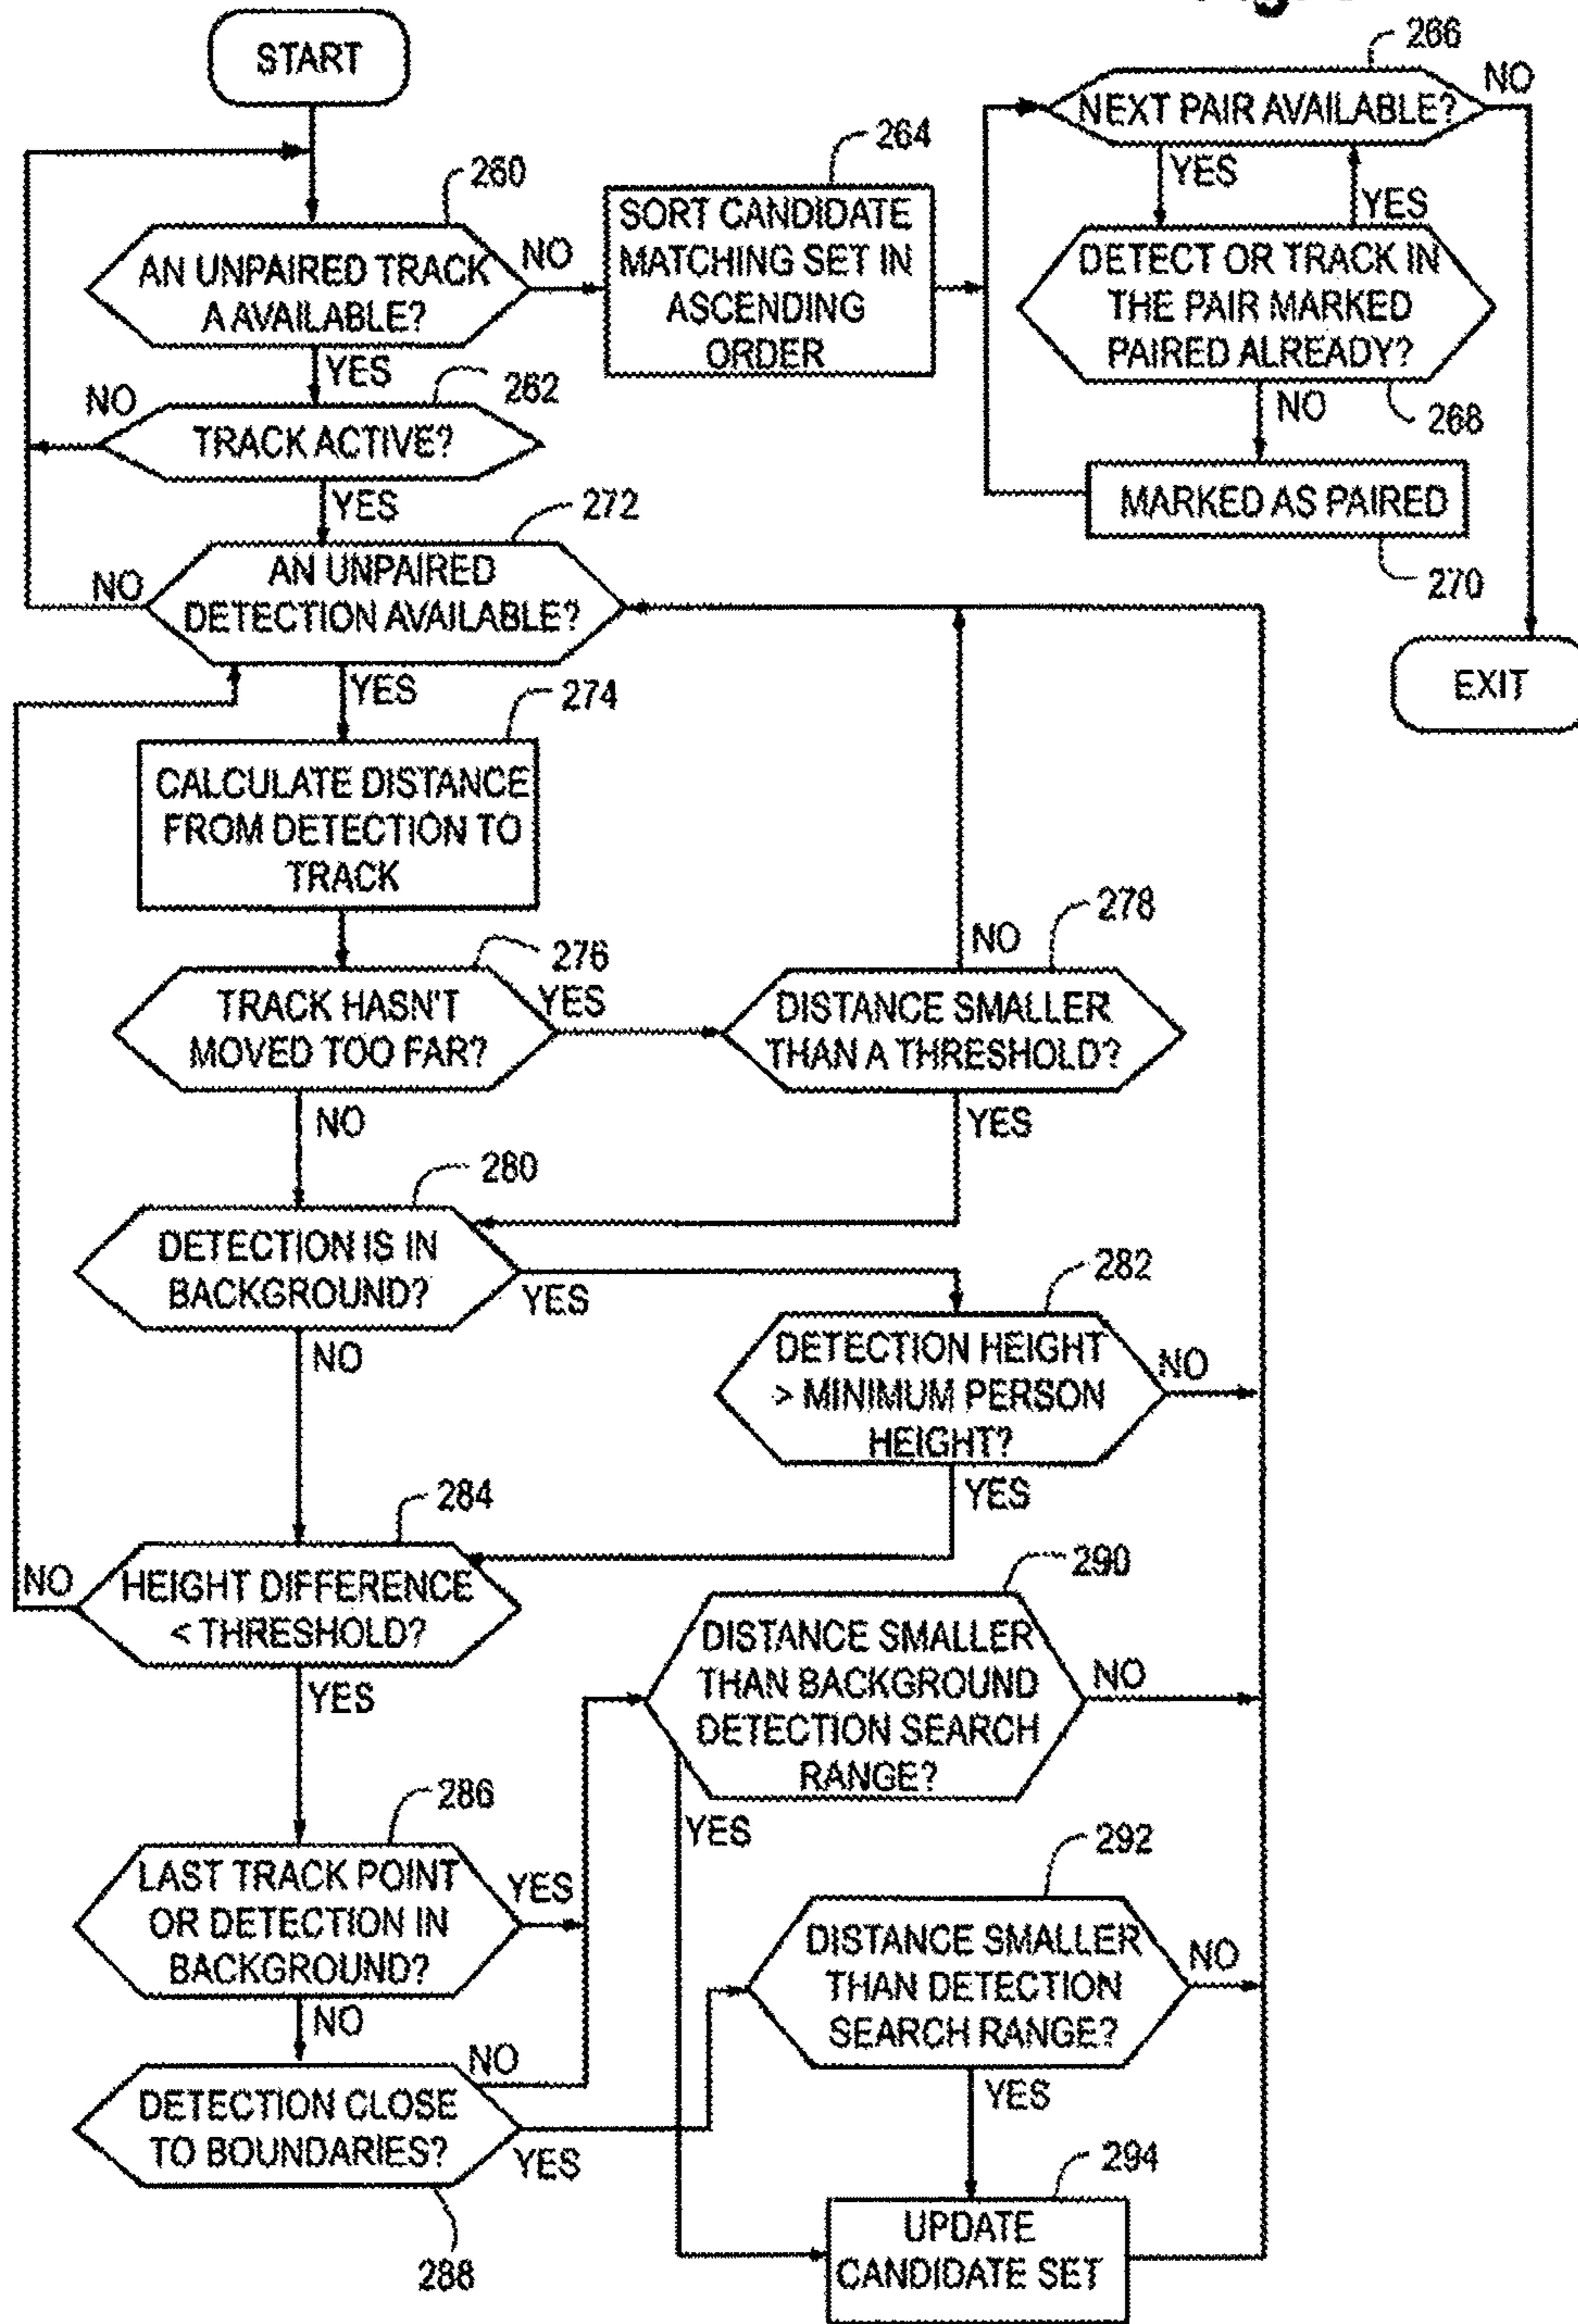 START
260
AN UNPAIRED TRACK
A AVAILABLE?
NO
YES
264
SORT CANDIDATE
MATCHING SET IN
ASCENDING
ORDER
266
NEXT PAIR AVAILABLE?
NO
YES
YES
DETECT OR TRACK IN
THE PAIR MARKED
PAIRED ALREADY?
NO
268
MARKED AS PAIRED
270
EXIT
262
NO
TRACK ACTIVE?
YES
272
AN UNPAIRED
DETECTION AVAILABLE?
NO
YES
274
CALCULATE DISTANCE
FROM DETECTION TO
TRACK
276
TRACK HASN'T
MOVED TOO FAR?
YES
NO
278
NO
DISTANCE SMALLER
THAN A THRESHOLD?
YES
280
DETECTION IS IN
BACKGROUND?
YES
NO
282
DETECTION HEIGHT
> MINIMUM PERSON
HEIGHT?
NO
YES
284
NO
HEIGHT DIFFERENCE
< THRESHOLD?
YES
290
DISTANCE SMALLER
THAN BACKGROUND
DETECTION SEARCH
RANGE?
NO
YES
286
LAST TRACK POINT
OR DETECTION IN
BACKGROUND?
YES
NO
292
DISTANCE SMALLER
THAN DETECTION
SEARCH RANGE?
NO
YES
NO
DETECTION CLOSE
TO BOUNDARIES?
YES
288
294
UPDATE
CANDIDATE SET